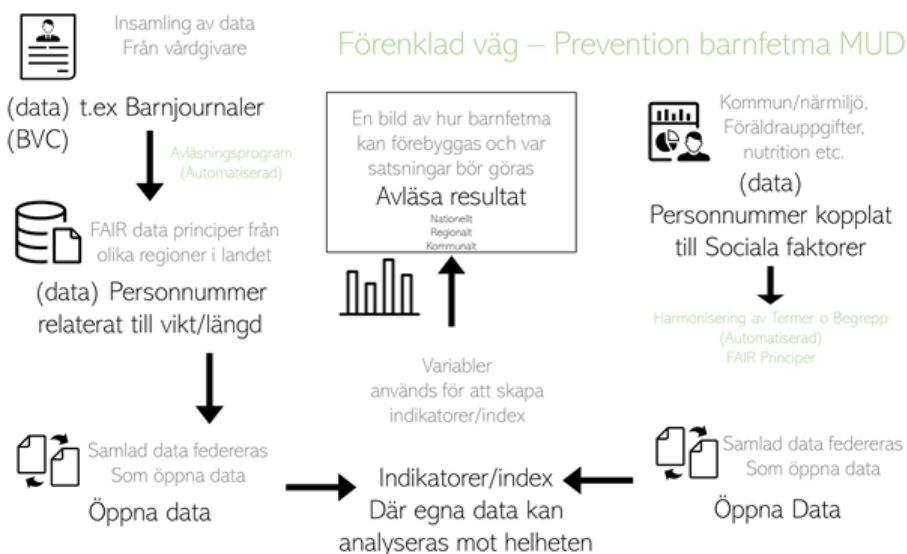 Förenklad väg – Prevention barnfetma MUD
Insamling av data
Från vårdgivare
(data) t.ex Barnjournaler
(BVC)
Avläsningsprogram
(Automatiserad)
FAIR data principer från
olika regioner i landet
(data) Personnummer
relaterat till vikt/längd
Samlad data federeras
Som öppna data
Öppna data
En bild av hur barnfetma
kan förebyggas och var
satsningar bör göras
Avläsa resultat
Nationellt
Regionalt
Kommunalt
Variabler
används för att skapa
indikatorer/index
Indikatorer/index
Där egna data kan
analyseras mot helheten
Kommun/närmiljö,
Föräldrauppgifter,
nutrition etc.
(data)
Personnummer kopplat
till Sociala faktorer
Harmonisering av Termer o Begrepp
(Automatiserad)
FAIR Principer
Samlad data federeras
Som öppna data
Öppna Data